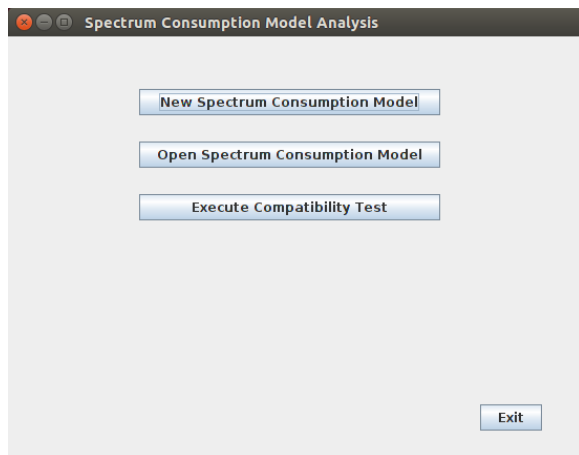 Spectrum Consumption Model Analysis
New Spectrum Consumption Model
Open Spectrum Consumption Model
Execute Compatibility Test
Exit